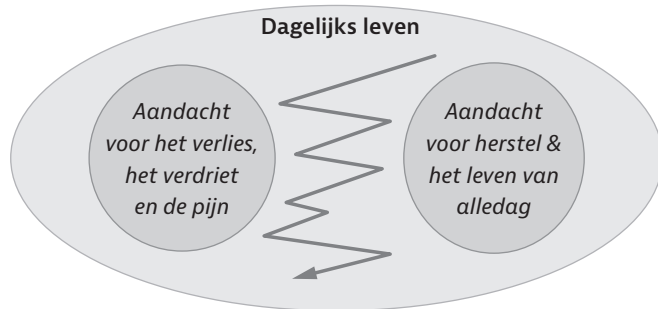 Dagelijks leven
Aandacht
voor het verlies,
het verdriet
en de pijn
Aandacht
voor herstel &
het leven van
alledag